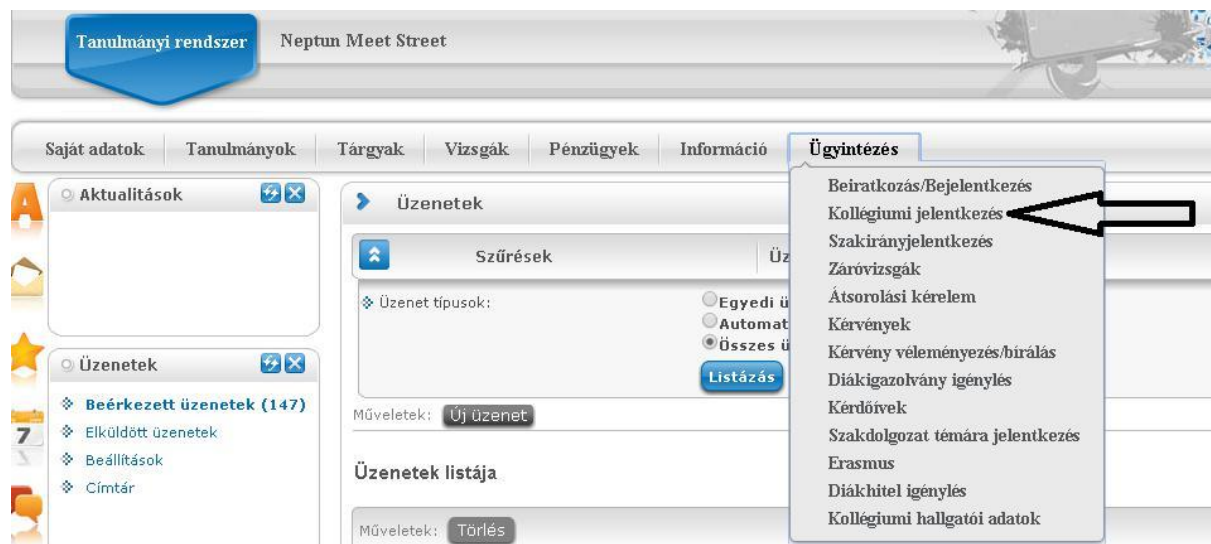 Tanulmányi rendszer Neptun Meet Street
Saját adatok Tanulmányok Tárgyak Vizsgák Pénzügyek Információ Ügyintézés
Aktualitások
Üzenetek
Beérkezett üzenetek (147)
Elküldött üzenetek
Beállítások
Címtár
7
Üzenetek
Szűrések
Üzenet típusok:
Listázás
Műveletek: Új üzenet
Üzenetek listája
Műveletek: Törlés
Beiratkozás/Bejelentkezés
Kollégiumi jelentkezés
Szakirányjelentkezés
Záróvizsgák
Átsorolási kérelem
Kérvények
Kérvény véleményezés/bírálás
Diákigazolvány igénylés
Kérdőívek
Szakdolgozat témára jelentkezés
Erasmus
Diákhitel igénylés
Kollégiumi hallgatói adatok